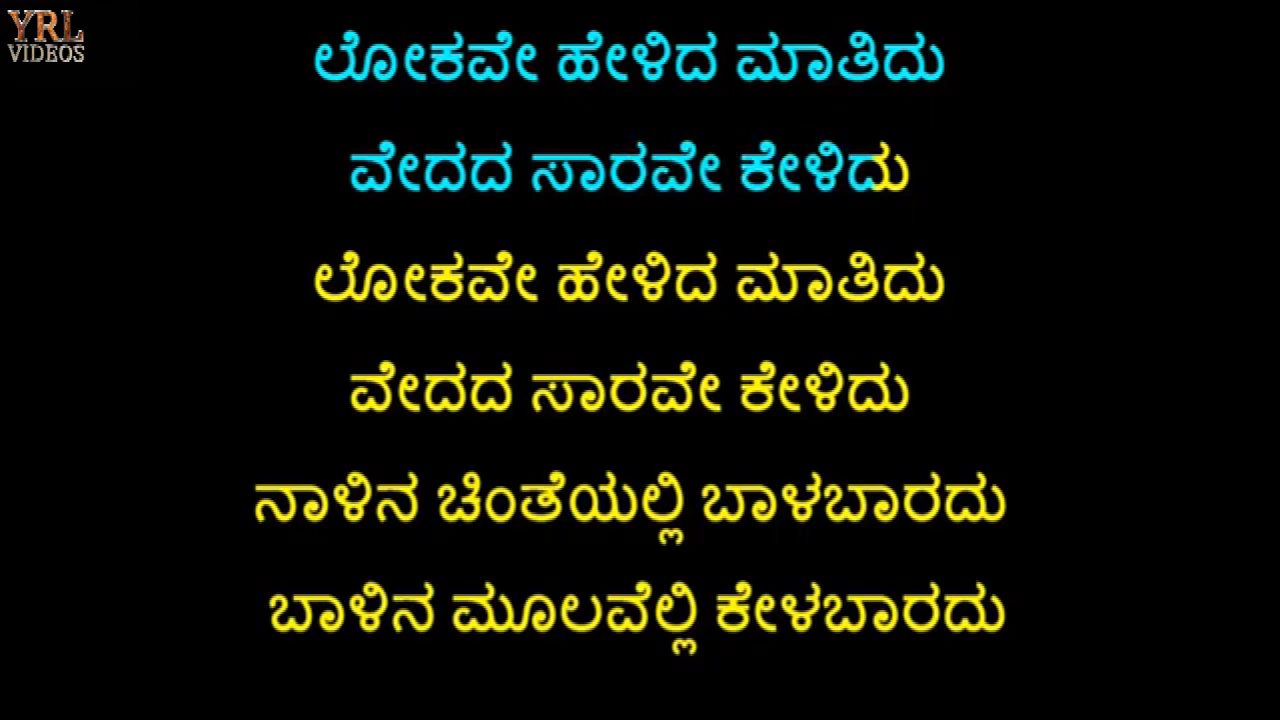 YRL
VIDEOS
ಲೋಕವೇ ಹೇಳಿದ ಮಾತಿದು
ವೇದದ ಸಾರವೇ ಕೇಳಿದು
ಲೋಕವೇ ಹೇಳಿದ ಮಾತಿದು
ವೇದದ ಸಾರವೇ ಕೇಳಿದು
ನಾಳಿನ ಚಿಂತೆಯಲ್ಲಿ ಬಾಳಬಾರದು
ಬಾಳಿನ ಮೂಲವೆಲ್ಲಿ ಕೇಳಬಾರದು